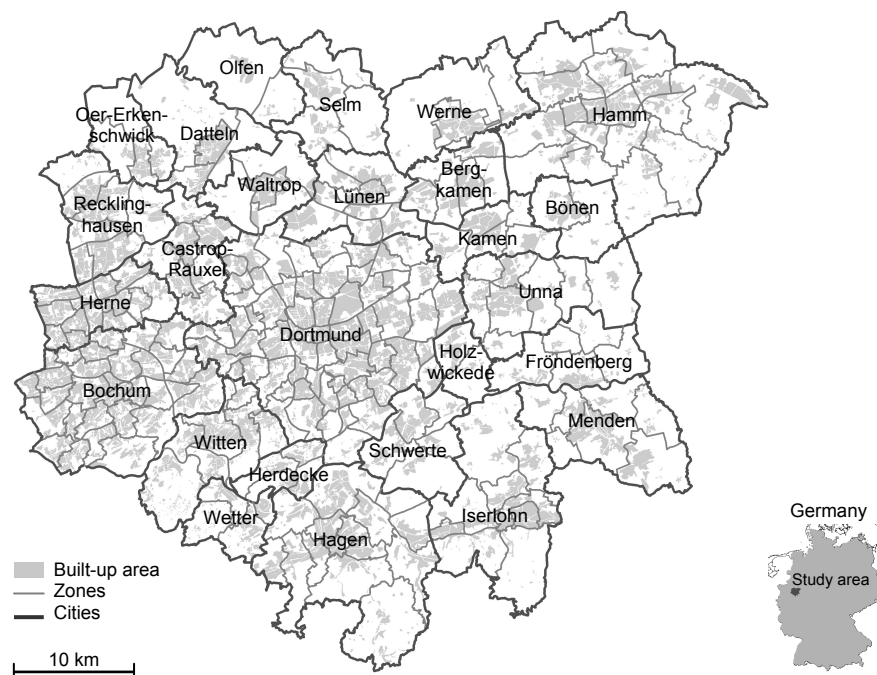 Olfen
Selm
Oer-Erken-
schwick
Datteln
Werne
Hamm
Waltrop
Lünen
Berg-
kamen
Bönen
Reckling-
hausen
Castrop-
Rauxel
Kamen
Unna
Herne
Dortmund
Holz-
wickede
Fröndenberg
Bochum
Menden
Witten
Schwerte
Herdecke
Wetter
Hagen
Iserlohn
Germany
Study area
Built-up area
Zones
Cities
10 km